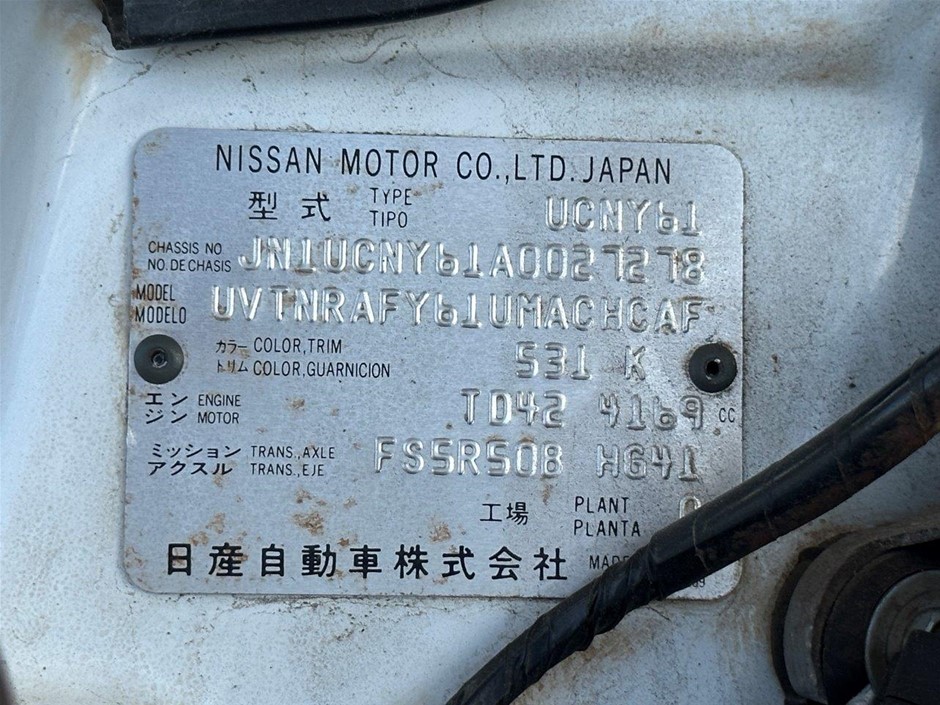 NISSAN MOTOR CO.,LTD. JAPAN
型式 TYPE TIPO UCNY61
CHASSIS NO NO.DE CHASIS JN1UCNY61A0027278
MODEL MODELO UVTNRAFY61UMACHCAF
カラー トリム COLOR,TRIM COLOR,GUARNICION 531 K
エンジン ENGINE MOTOR TD42 4169 CC
ミッション アクスル TRANS.,AXLE TRANS.,EJE FS5R50B HG41
工場 PLANT PLANTA
日産自動車株式会社 MADE